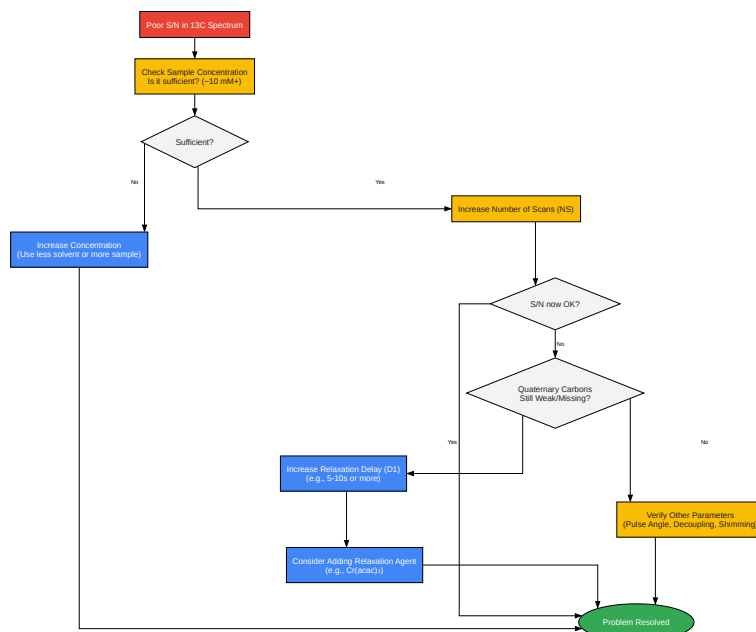 Poor S/N in 13C Spectrum
Check Sample Concentration
Is it sufficient? (~10 mM+)
Sufficient?
No
Yes
Increase Number of Scans (NS)
Increase Concentration
(Use less solvent or more sample)
S/N now OK?
No
Quaternary Carbons
Still Weak/Missing?
Yes
No
Increase Relaxation Delay (D1)
(e.g., 5-10s or more)
Verify Other Parameters
(Pulse Angle, Decoupling, Shimming)
Consider Adding Relaxation Agent
(e.g., Cr(acac)₃)
Problem Resolved